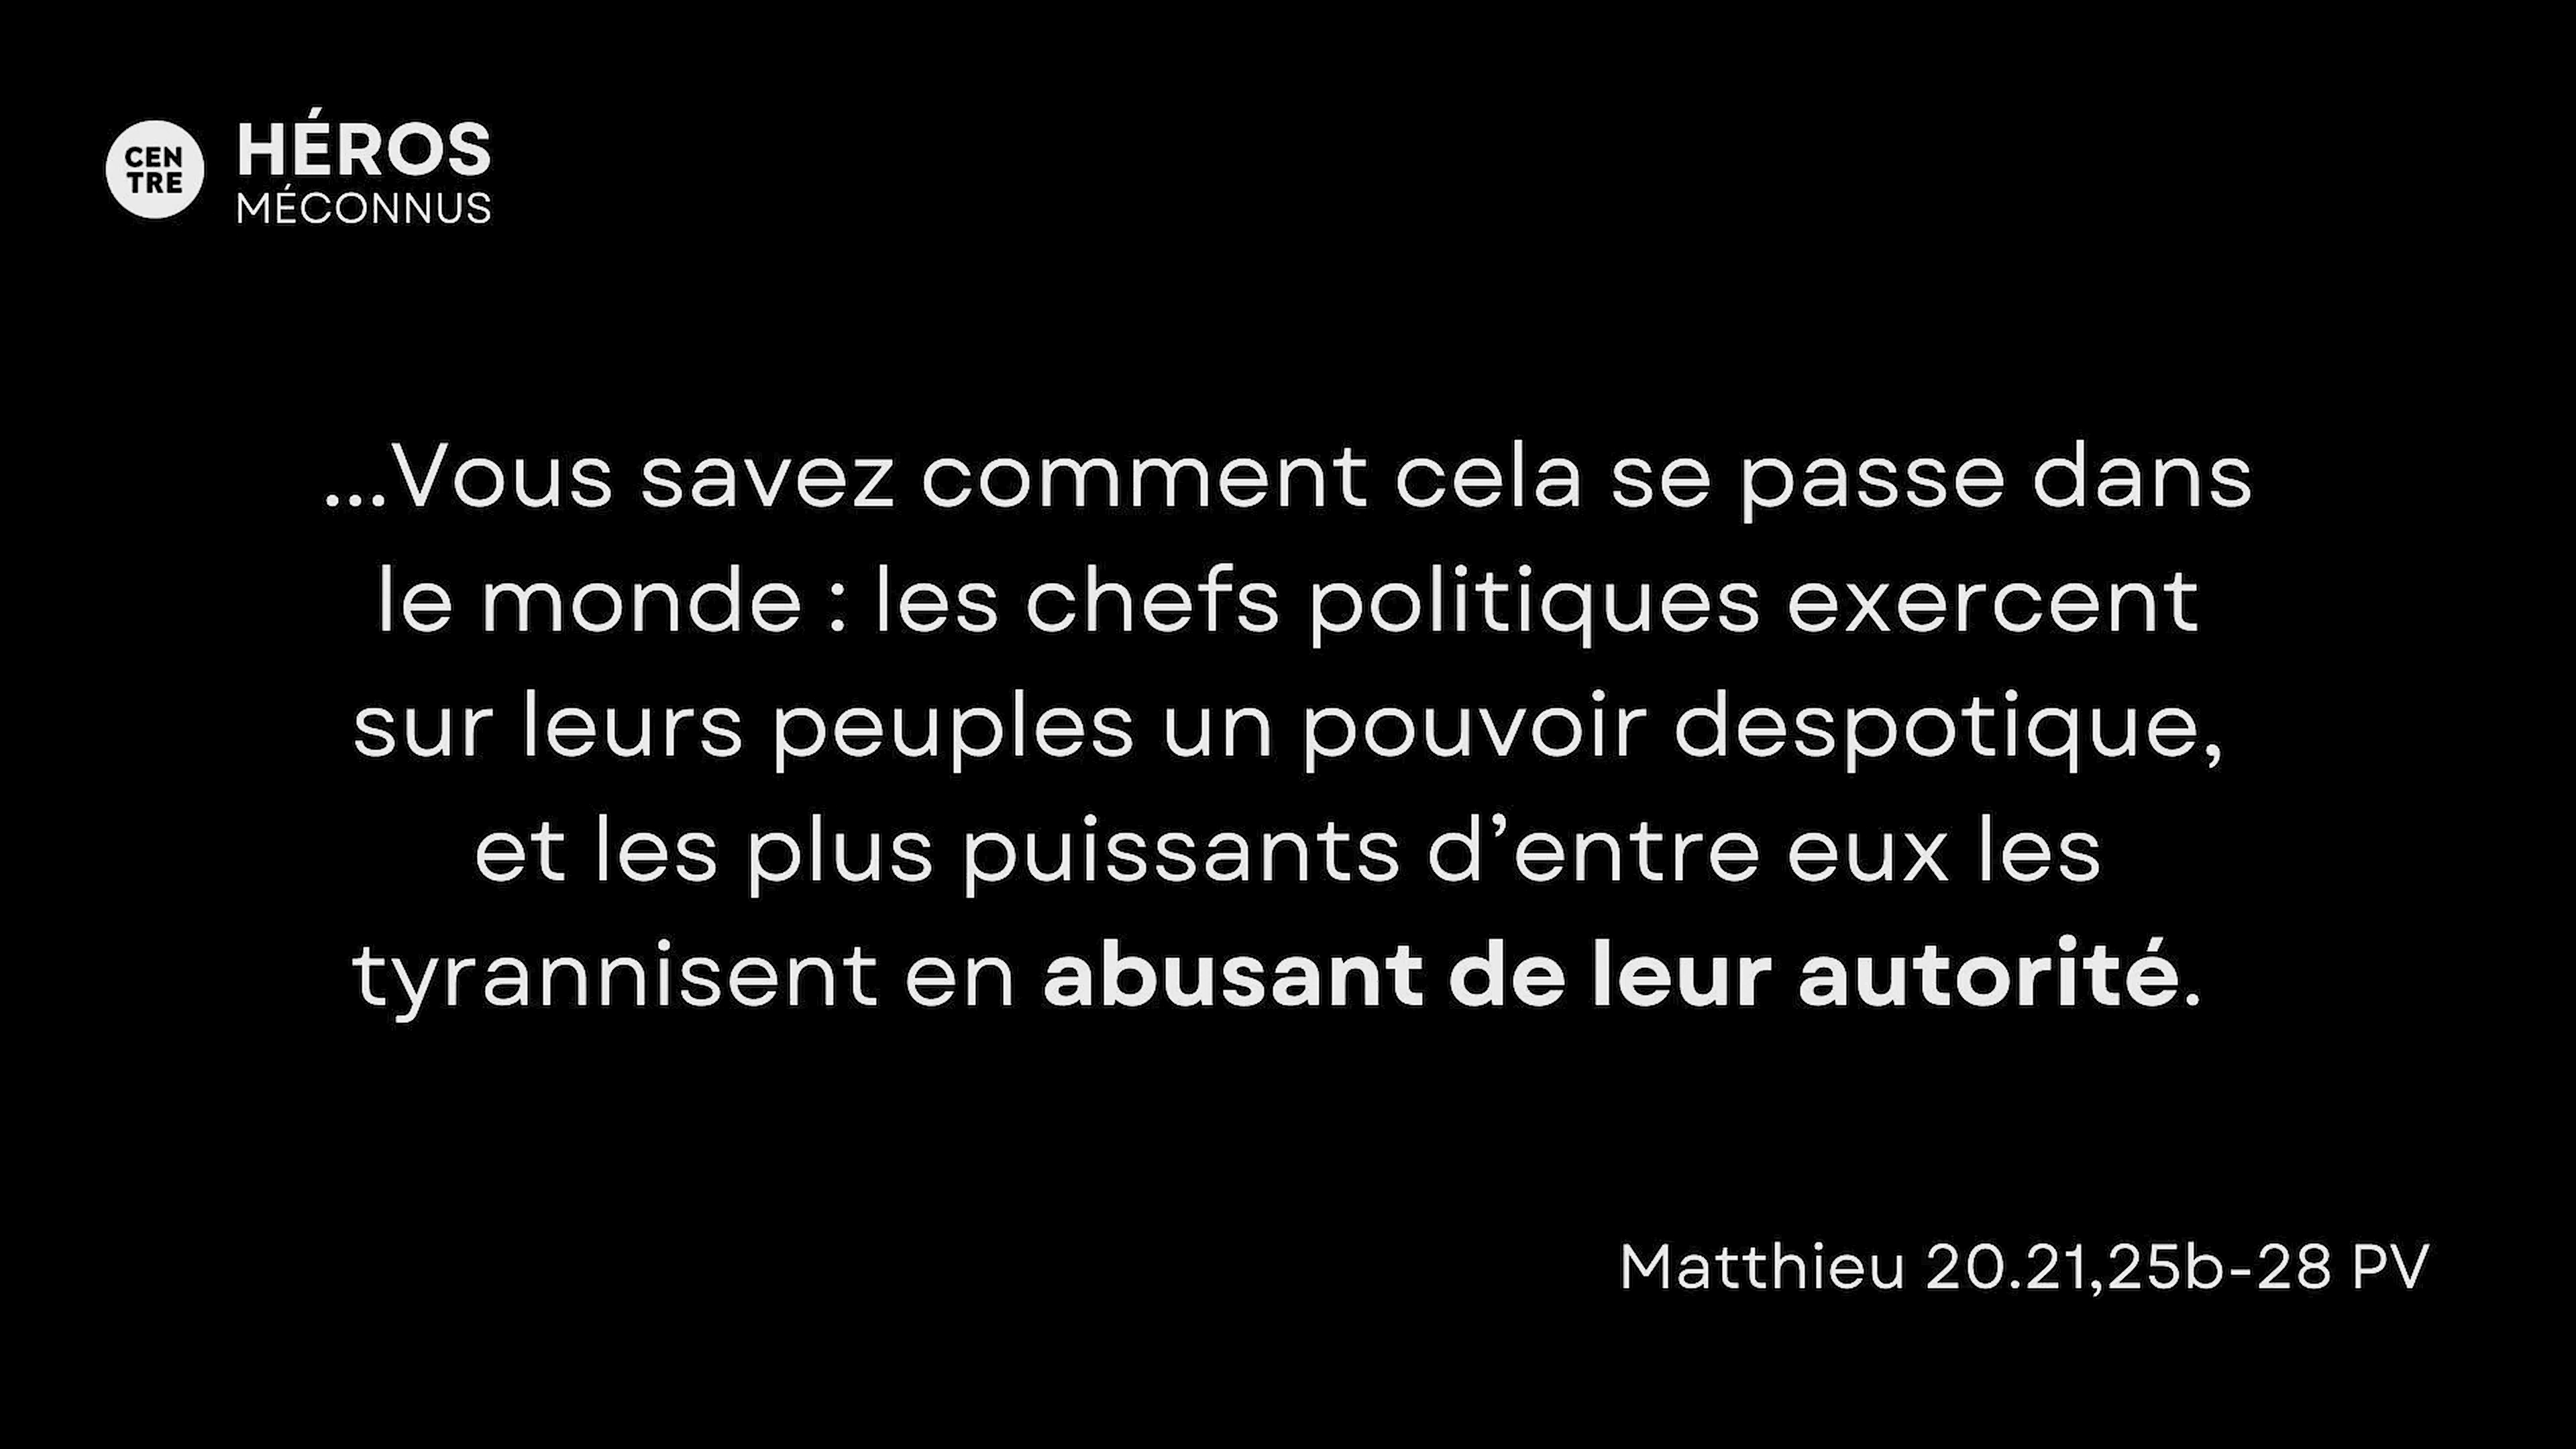 CEN
TRE
HÉROS
MÉCONNUS
...Vous savez comment cela se passe dans
le monde : les chefs politiques exercent
sur leurs peuples un pouvoir despotique,
et les plus puissants d’entre eux les
tyrannisent en abusant de leur autorité.
Matthieu 20.21,25b-28 PV